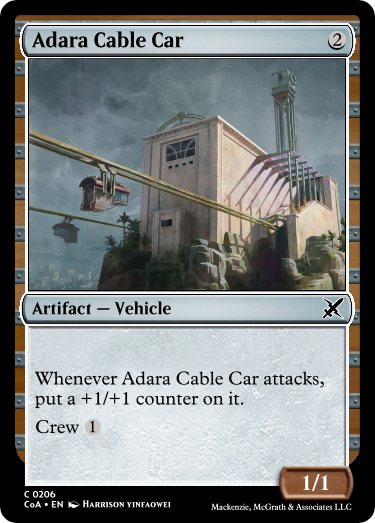 Adara Cable Car 2
Artifact — Vehicle
Whenever Adara Cable Car attacks,
put a +1/+1 counter on it.
Crew 1
1/1
C 0206
CoA • EN HARRISON YINFAOWEI
Mackenzie, McGrath & Associates LLC